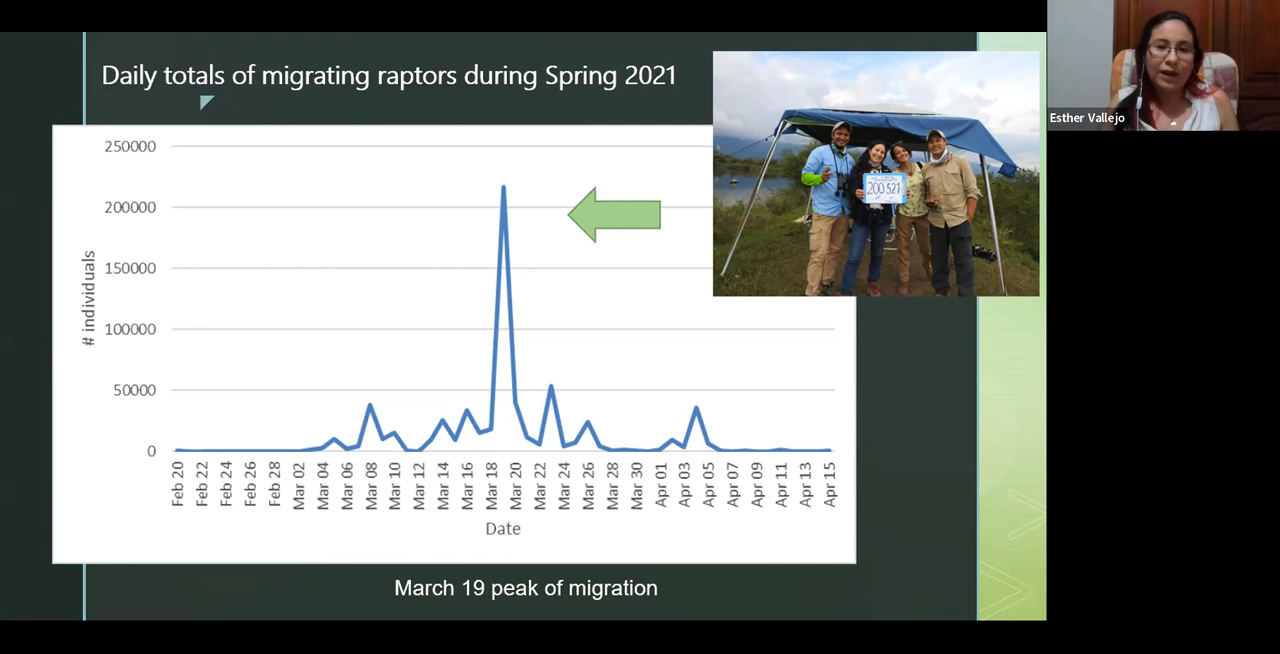 Daily totals of migrating raptors during Spring 2021
250000
200000
150000
100000
50000
0
# individuals
Feb 20
Feb 22
Feb 24
Feb 26
Feb 28
Mar 02
Mar 04
Mar 06
Mar 08
Mar 10
Mar 12
Mar 14
Mar 16
Mar 18
Mar 20
Mar 22
Mar 24
Mar 26
Mar 28
Mar 30
Apr 01
Apr 03
Apr 05
Apr 07
Apr 09
Apr 11
Apr 13
Apr 15
Date
March 19 peak of migration
200 521
Esther Vallejo